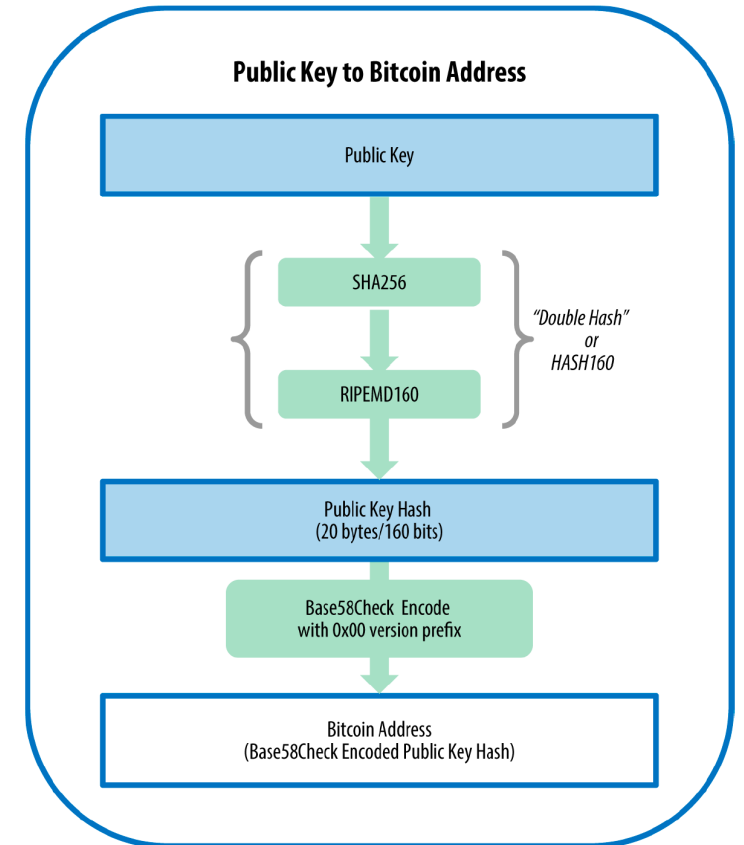 Public Key to Bitcoin Address
Public Key
SHA256
“Double Hash”
or
HASH160
RIPEMD160
Public Key Hash
(20 bytes/160 bits)
Base58Check Encode
with 0x00 version prefix
Bitcoin Address
(Base58Check Encoded Public Key Hash)